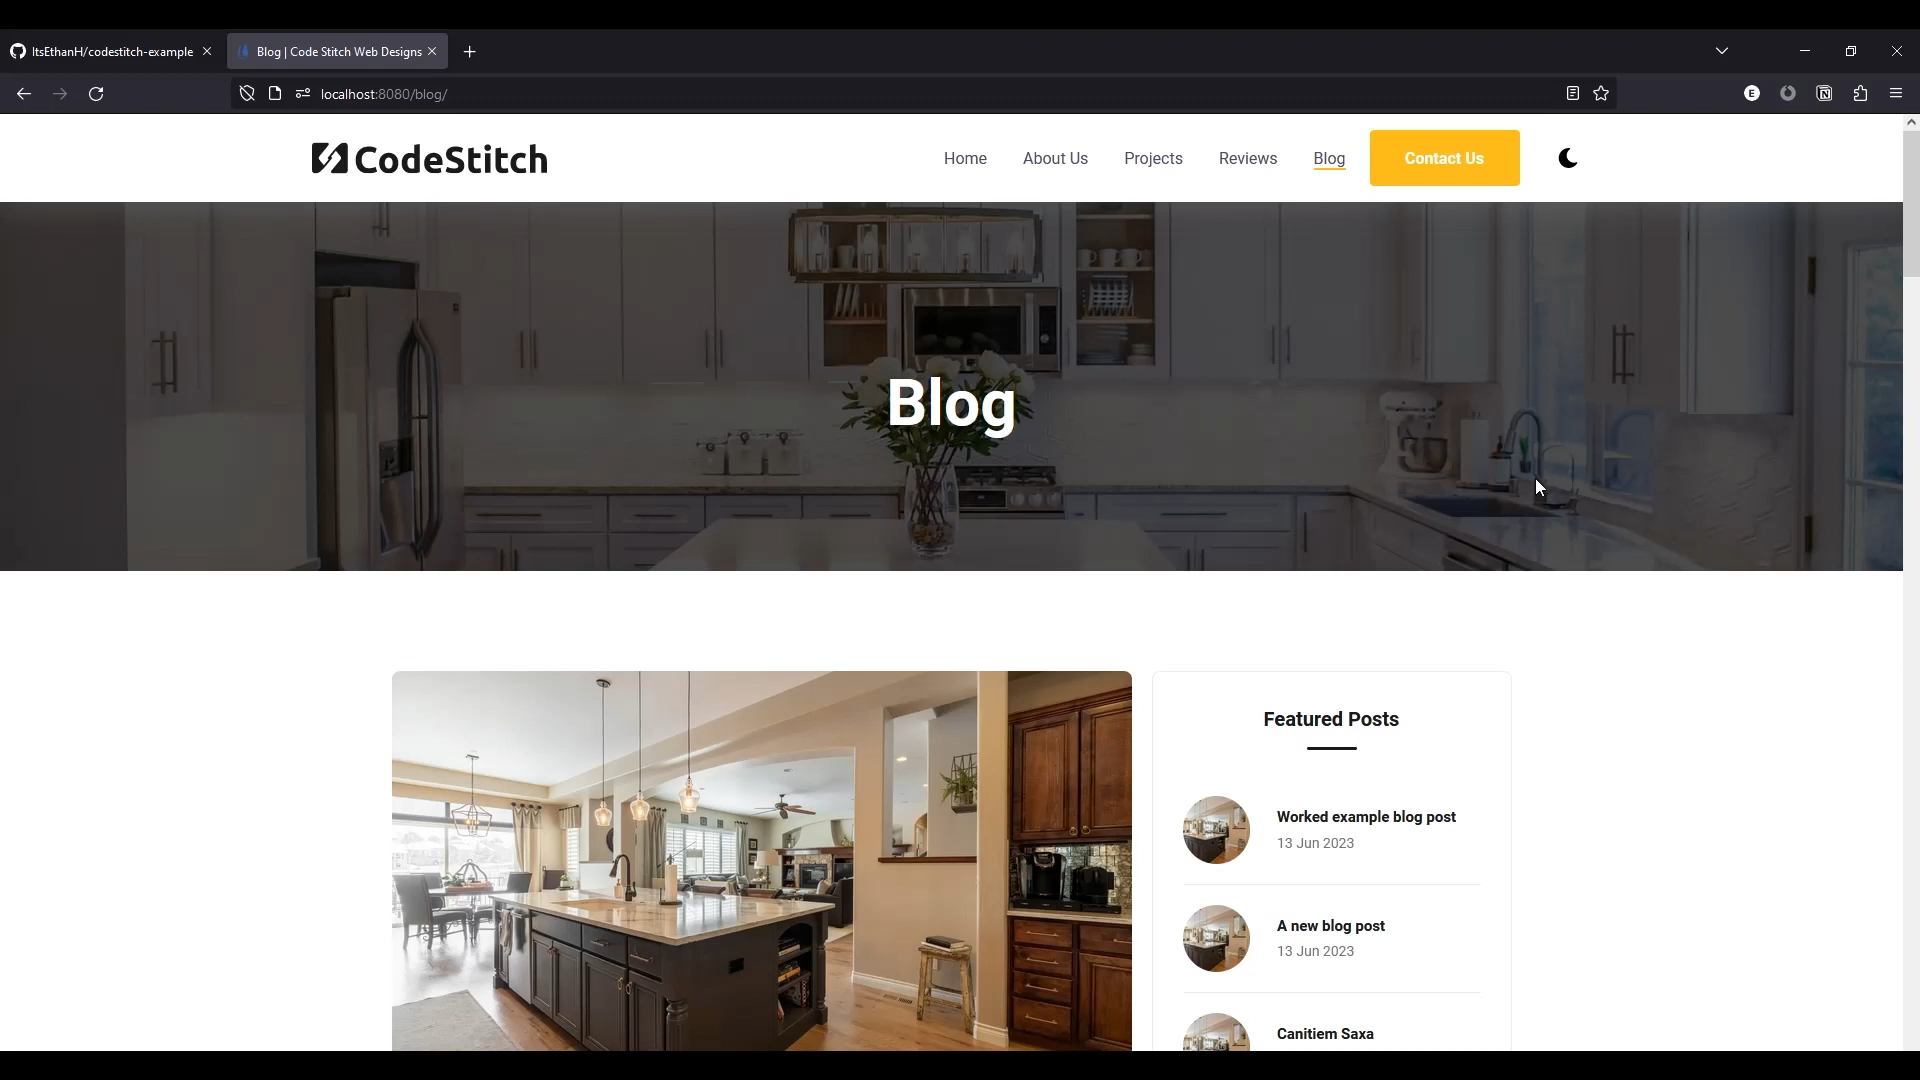 ItsEthanH/codestitch-example
Blog | Code Stitch Web Designs
localhost:8080/blog/
E
N
CodeStitch
Home
About Us
Projects
Reviews
Blog
Contact Us
Blog
Featured Posts
Worked example blog post
13 Jun 2023
A new blog post
13 Jun 2023
Canitiem Saxa